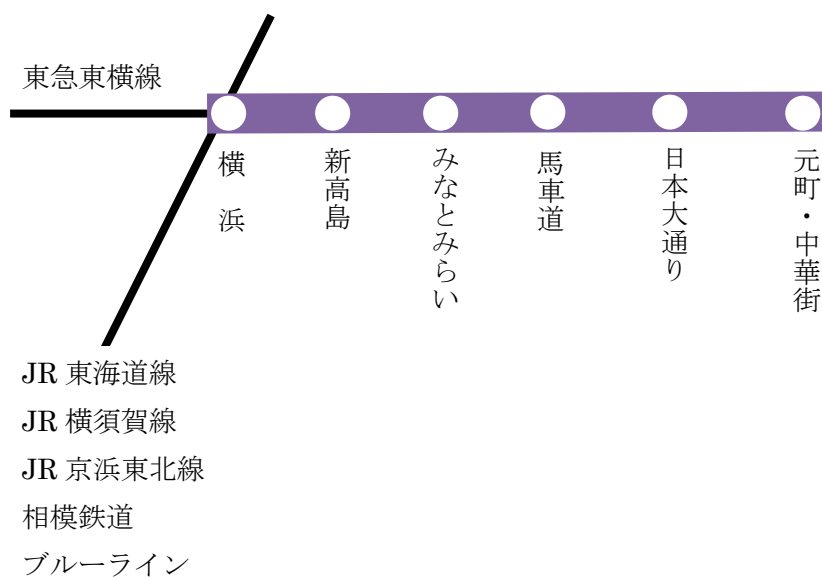 東急東横線
横浜
新高島
みなとみらい
馬車道
日本大通り
元町・中華街
JR 東海道線
JR 横須賀線
JR 京浜東北線
相模鉄道
ブルーライン